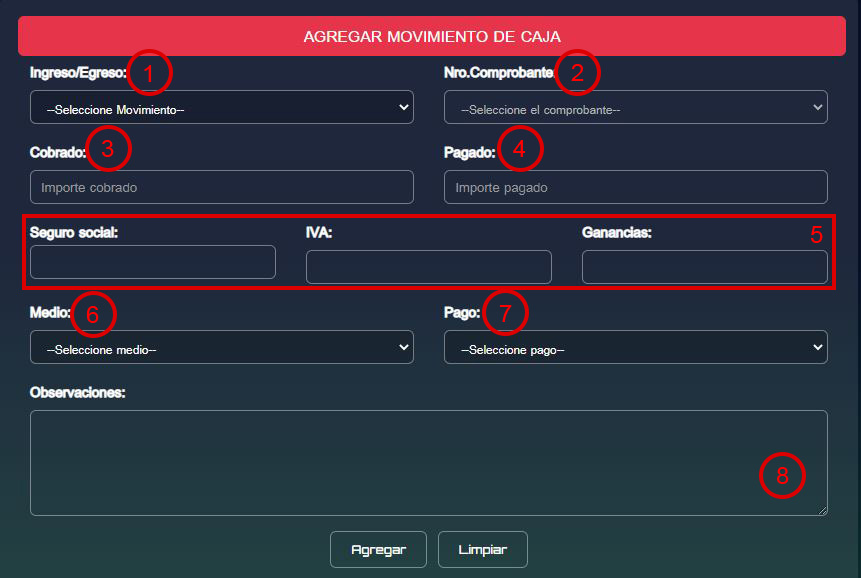 AGREGAR MOVIMIENTO DE CAJA
Ingreso/Egreso: 1
Nro.Comprobante 2
--Seleccione Movimiento--
--Seleccione el comprobante--
Cobrado: 3
Pagado: 4
Importe cobrado
Importe pagado
Seguro social:
IVA:
Ganancias:
5
Medio: 6
Pago: 7
--Seleccione medio--
--Seleccione pago--
Observaciones:
8
Agregar
Limpiar